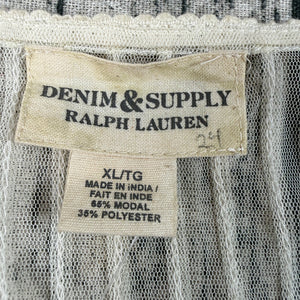 DENIM & SUPPLY
RALPH LAUREN
24
XL/TG
MADE IN INDIA/
FAIT EN INDE
65% MODAL
35% POLYESTER